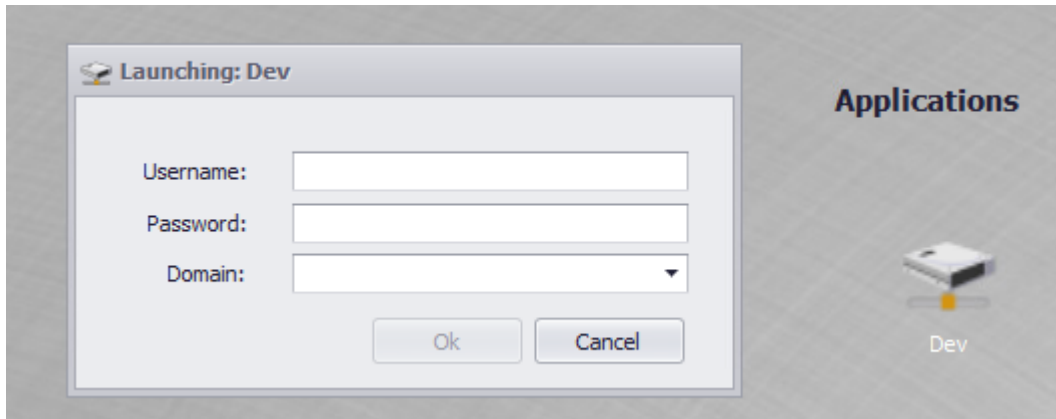 Launching: Dev
Username:
Password:
Domain:
Ok
Cancel
Applications
Dev